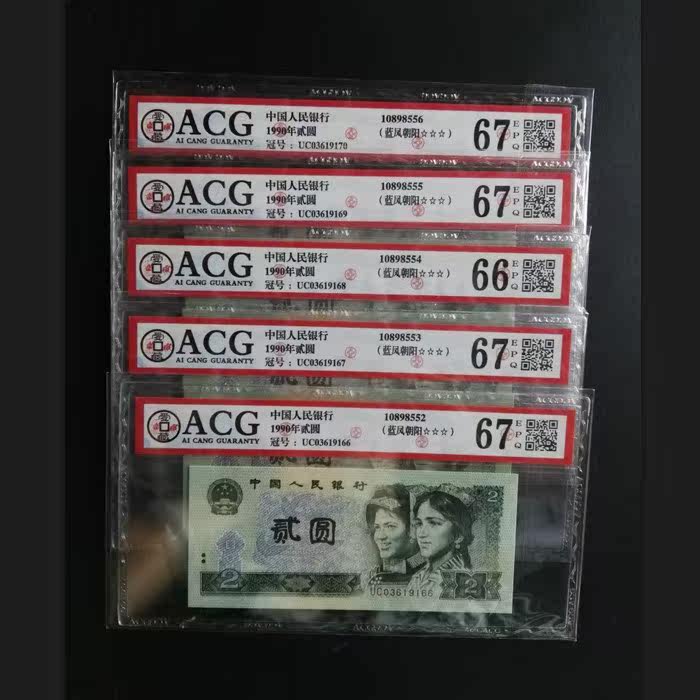 ACG
AI CANG GUARANTY
中国人民银行
1990年贰圆
冠号：UC03619170
10898556
（蓝凤朝阳☆☆☆）
67
EPQ
ACG
AI CANG GUARANTY
中国人民银行
1990年贰圆
冠号：UC03619169
10898555
（蓝凤朝阳☆☆☆）
67
EPQ
ACG
AI CANG GUARANTY
中国人民银行
1990年贰圆
冠号：UC03619168
10898554
（蓝凤朝阳☆☆☆）
66
EPQ
ACG
AI CANG GUARANTY
中国人民银行
1990年贰圆
冠号：UC03619167
10898553
（蓝凤朝阳☆☆☆）
67
EPQ
ACG
AI CANG GUARANTY
中国人民银行
1990年贰圆
冠号：UC03619166
10898552
（蓝凤朝阳☆☆☆）
67
EPQ
中国人民银行
2
贰圆
2
2
UC03619166